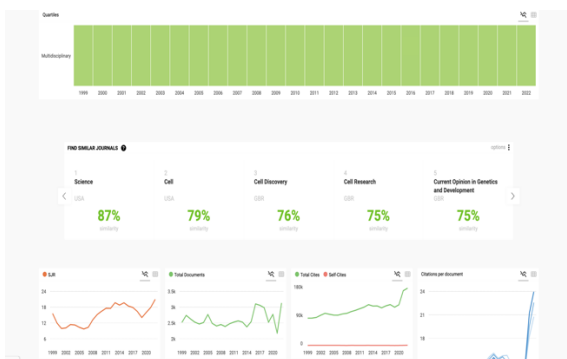 Quartiles
Multidisciplinary
1999 2000 2001 2002 2003 2004 2005 2006 2007 2008 2009 2010 2011 2012 2013 2014 2015 2016 2017 2018 2019 2020 2021 2022
FIND SIMILAR JOURNALS ?
options
1 2 3 4 5
Science Cell Cell Discovery Cell Research Current Opinion in Genetics
and Development
USA USA GBR GBR GBR
87% 79% 76% 75% 75%
similarity similarity similarity similarity similarity
SJR
24
18
12
6
1999 2002 2005 2008 2011 2014 2017 2020
Total Documents
3.5k
3k
2.5k
2k
1999 2002 2005 2008 2011 2014 2017 2020
Total Cites Self-Cites
100k
50k
0
1999 2002 2005 2008 2011 2014 2017 2020
Citations per document
24
21
18